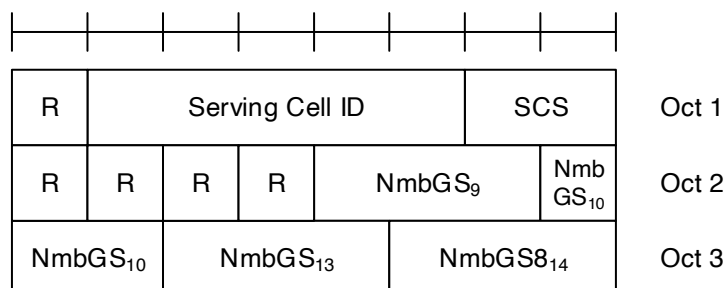 R Serving Cell ID SCS Oct 1
R R R R NmbGS₉ Nmb GS₁₀ Oct 2
NmbGS₁₀ NmbGS₁₃ NmbGS8₁₄ Oct 3